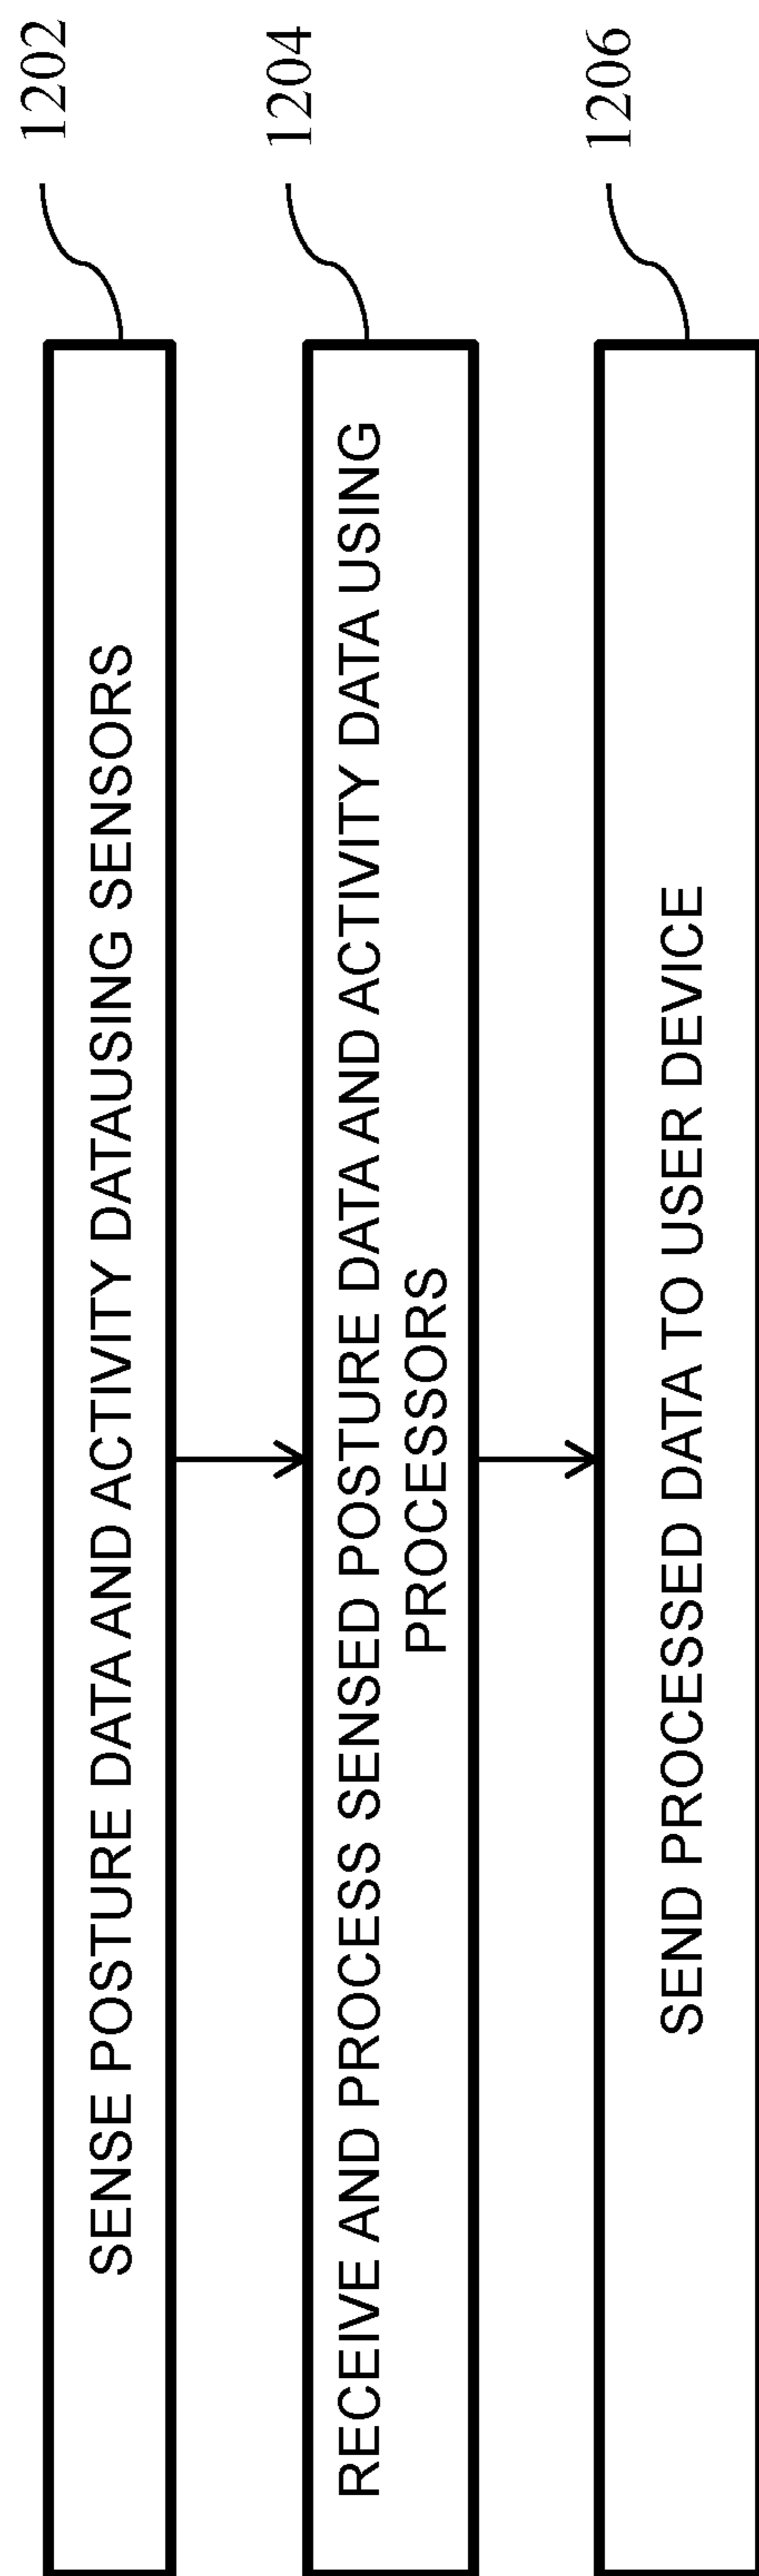 SENSE POSTURE DATA AND ACTIVITY DATAUSING SENSORS
1202
RECEIVE AND PROCESS SENSED POSTURE DATA AND ACTIVITY DATA USING
PROCESSORS
1204
SEND PROCESSED DATA TO USER DEVICE
1206